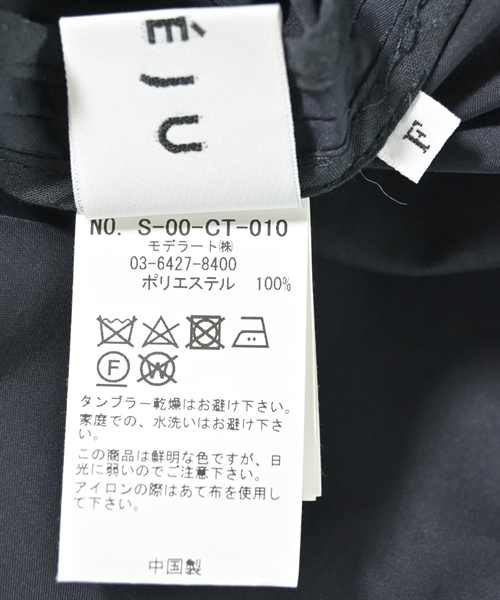 ÉJU
F
NO. S-00-CT-010
モデラート㈱
03-6427-8400
ポリエステル 100%
F W
タンブラー乾燥はお避け下さい。
家庭での、水洗いはお避け下さい。
この商品は鮮明な色ですが、日
光に弱いのでご注意下さい。
アイロンの際はあて布を使用し
て下さい。
中国製